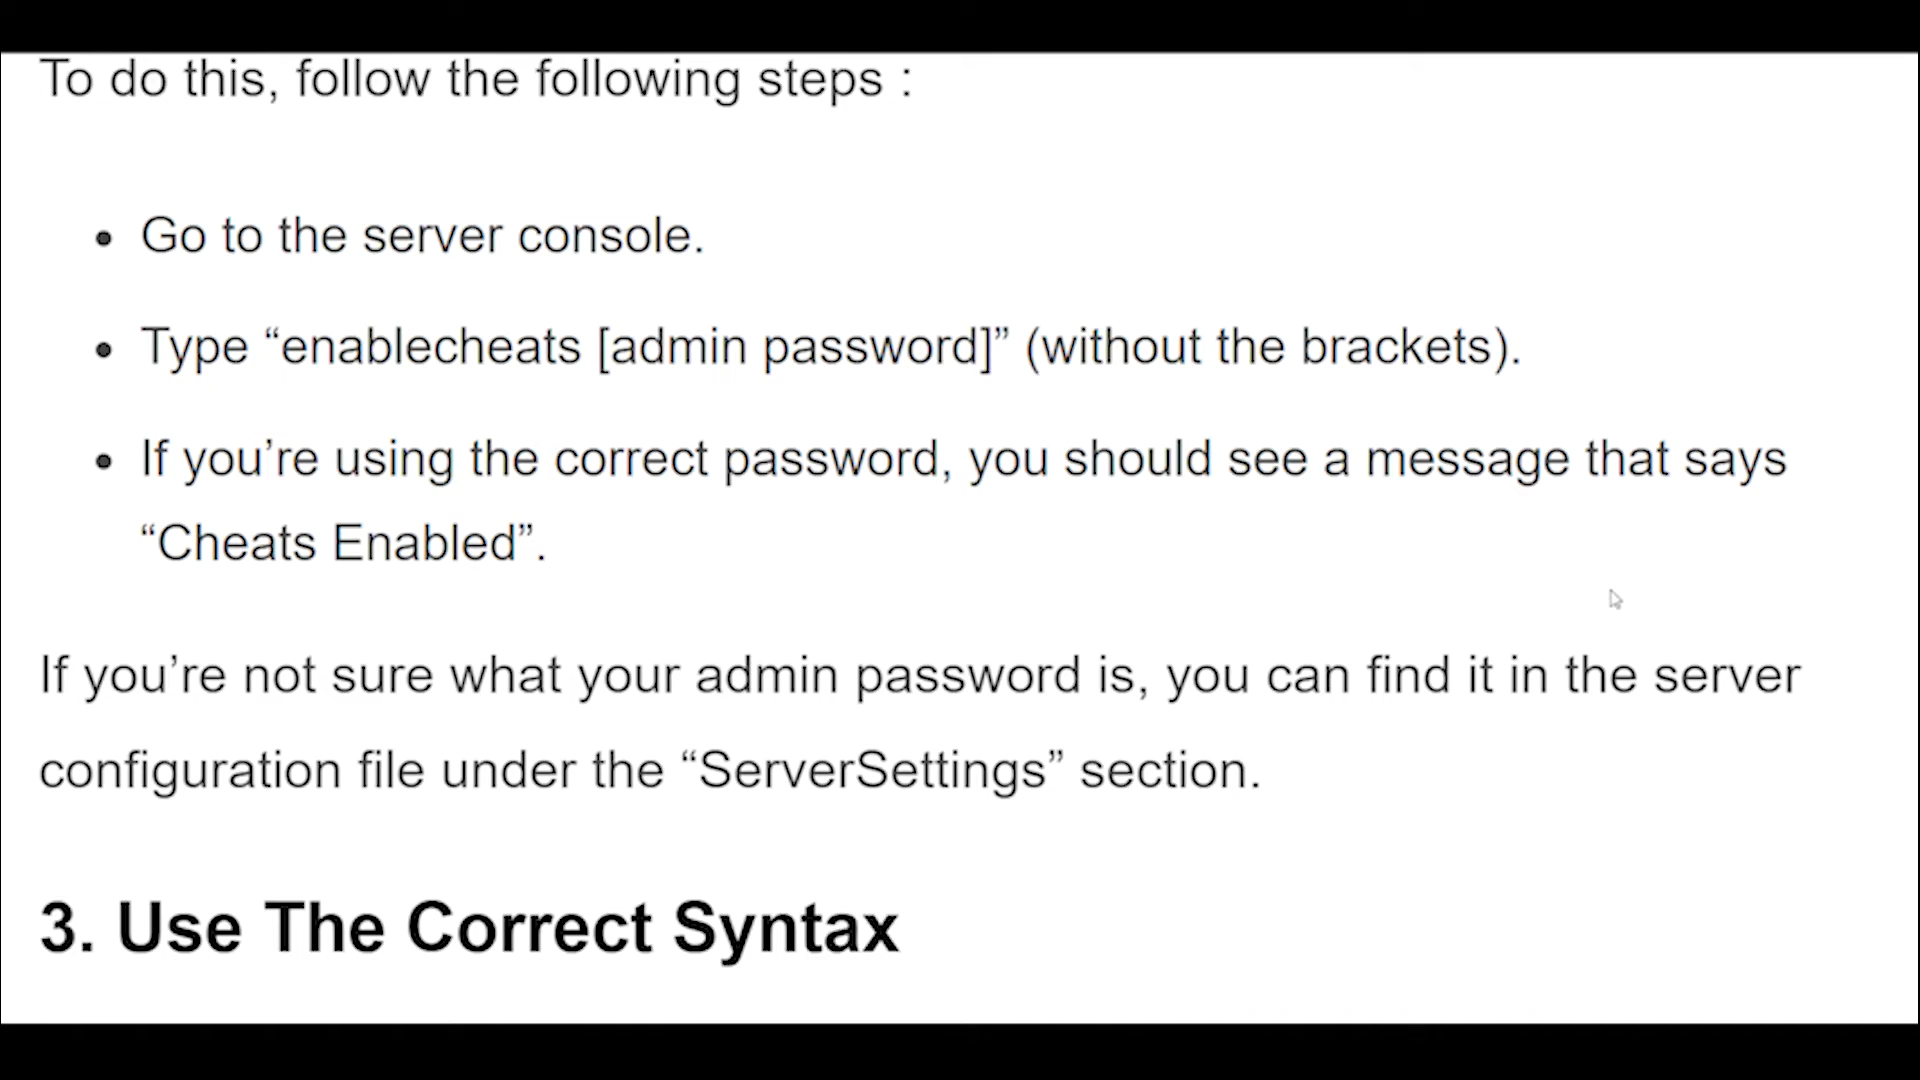 To do this, follow the following steps :
• Go to the server console.
• Type “enablecheats [admin password]” (without the brackets).
• If you’re using the correct password, you should see a message that says
“Cheats Enabled”.
If you’re not sure what your admin password is, you can find it in the server
configuration file under the “ServerSettings” section.
3. Use The Correct Syntax